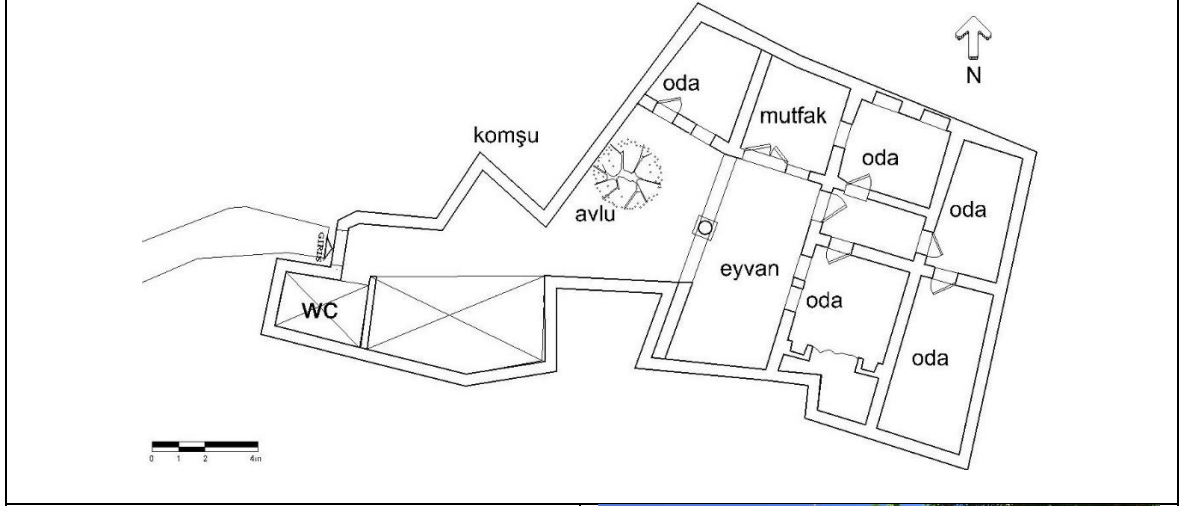 N
oda
mutfak
komşu
oda
oda
avlu
GİRİŞ
eyvan
WC
oda
oda
0 1 2 4m